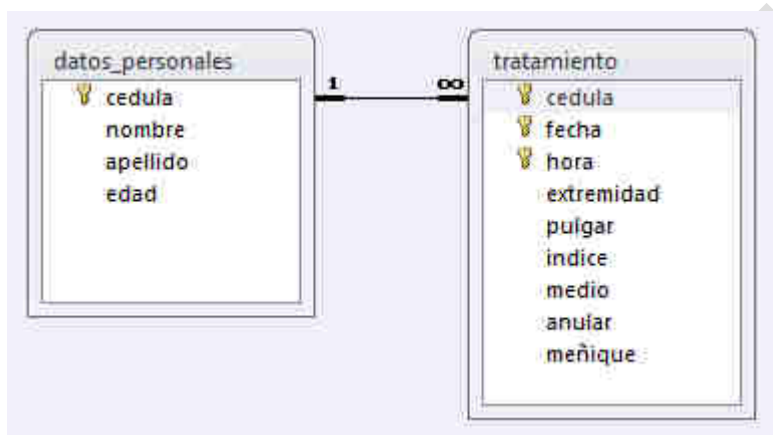 datos_personales
cedula
nombre
apellido
edad
1
∞
tratamiento
cedula
fecha
hora
extremidad
pulgar
indice
medio
anular
meñique